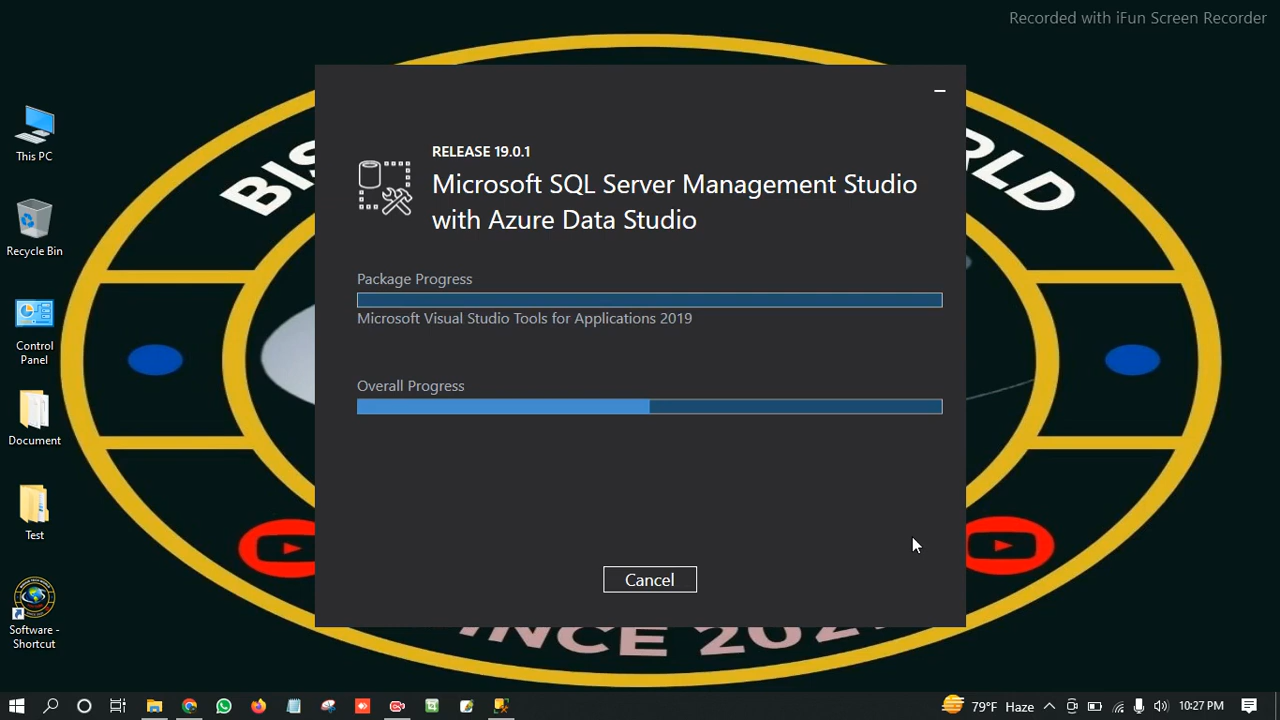 Recorded with iFun Screen Recorder
This PC
Recycle Bin
Control
Panel
Document
Test
Software -
Shortcut
RELEASE 19.0.1
Microsoft SQL Server Management Studio
with Azure Data Studio
Package Progress
Microsoft Visual Studio Tools for Applications 2019
Overall Progress
Cancel
79°F Haze
10:27 PM